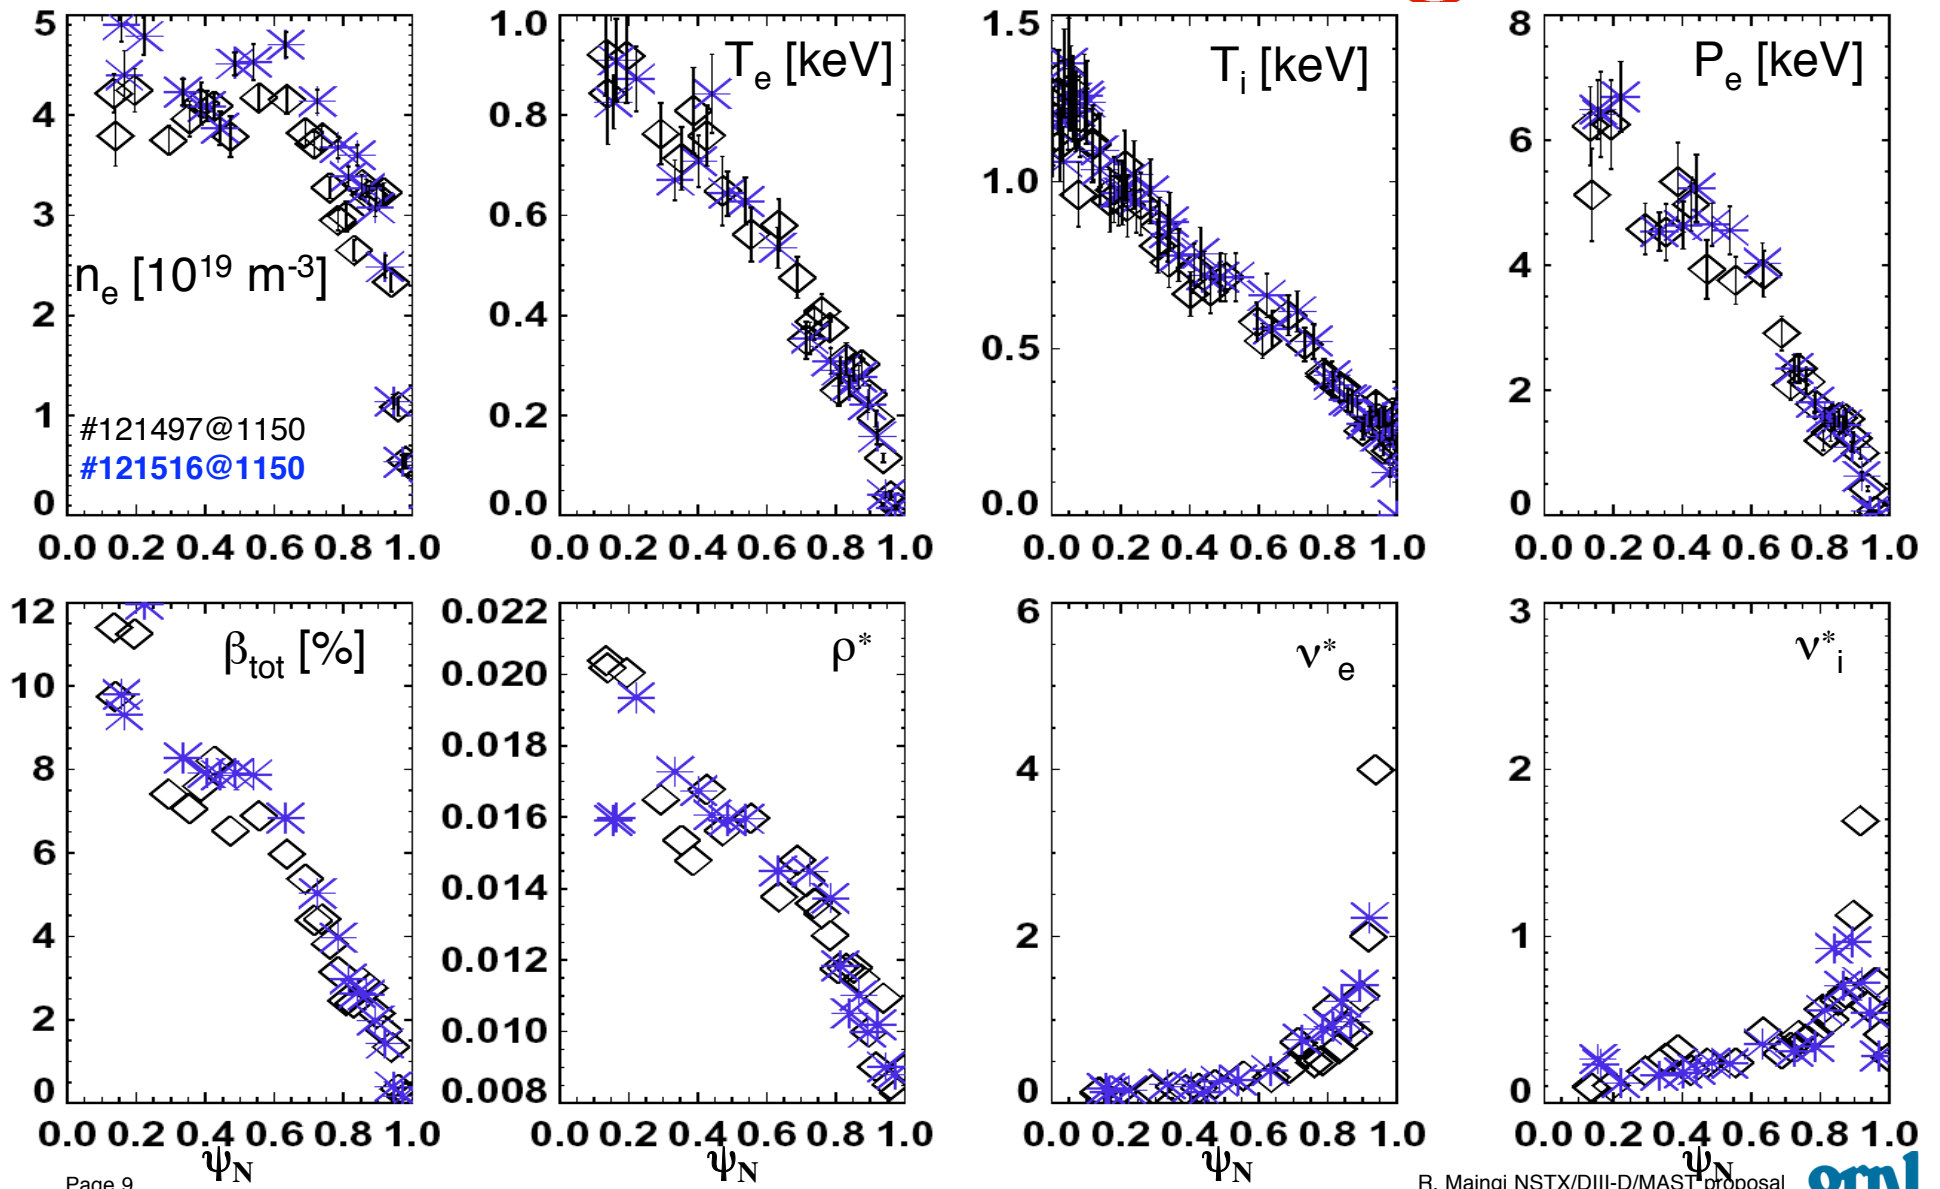 5
4
3
2
1
0
n_e [10^19 m^-3]
#121497@1150
#121516@1150
0.0 0.2 0.4 0.6 0.8 1.0
1.0
0.8
0.6
0.4
0.2
0.0
T_e [keV]
0.0 0.2 0.4 0.6 0.8 1.0
1.5
1.0
0.5
0.0
T_i [keV]
0.0 0.2 0.4 0.6 0.8 1.0
8
6
4
2
0
P_e [keV]
0.0 0.2 0.4 0.6 0.8 1.0
12
10
8
6
4
2
0
β_tot [%]
0.0 0.2 0.4 0.6 0.8 1.0
ψ_N
0.022
0.020
0.018
0.016
0.014
0.012
0.010
0.008
ρ*
0.0 0.2 0.4 0.6 0.8 1.0
ψ_N
6
4
2
0
ν*_e
0.0 0.2 0.4 0.6 0.8 1.0
ψ_N
3
2
1
0
ν*_i
0.0 0.2 0.4 0.6 0.8 1.0
ψ_N
Page 9
R. Maingi NSTX/DIII-D/MAST proposal
ornl